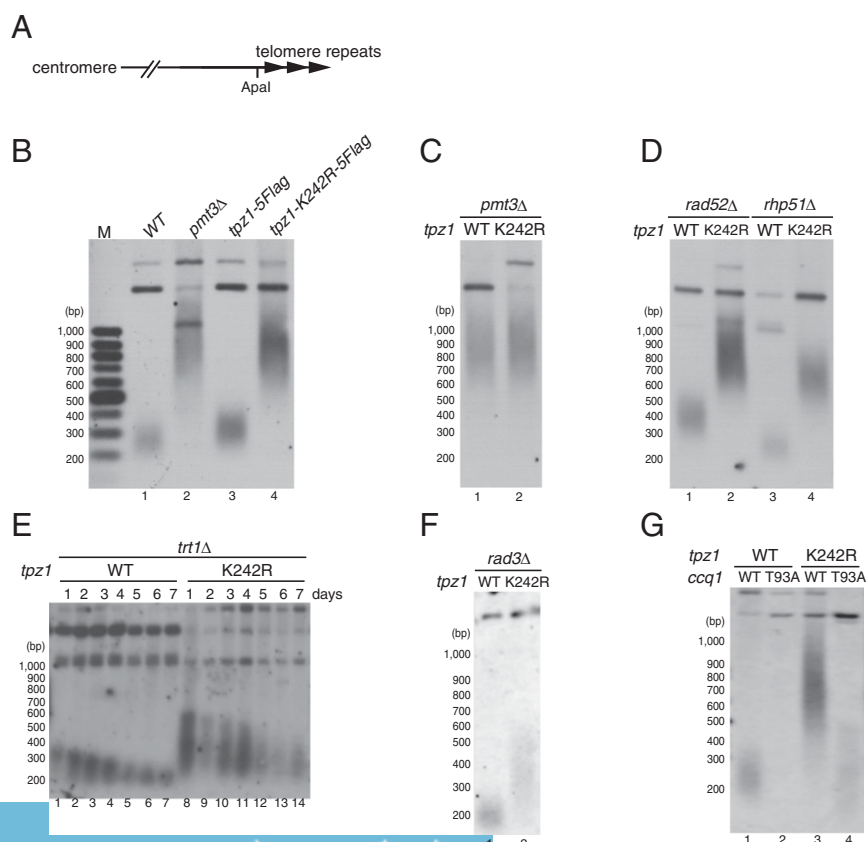 A
centromere
telomere repeats
ApaI
B
M WT pmt3Δ tpz1-5Flag tpz1-K242R-5Flag
(bp)
1,000
900
800
700
600
500
400
300
200
1 2 3 4
C
pmt3Δ
tpz1 WT K242R
(bp)
1,000
900
800
700
600
500
400
300
200
1 2
D
rad52Δ rhp51Δ
tpz1 WT K242R WT K242R
(bp)
1,000
900
800
700
600
500
400
300
200
1 2 3 4
E
trt1Δ
tpz1 WT K242R
1 2 3 4 5 6 7 1 2 3 4 5 6 7 days
(bp)
1,000
900
800
700
600
500
400
300
200
1 2 3 4 5 6 7 8 9 10 11 12 13 14
F
rad3Δ
tpz1 WT K242R
(bp)
1,000
900
800
700
600
500
400
300
200
G
tpz1 WT K242R
ccq1 WT T93A WT T93A
(bp)
1,000
900
800
700
600
500
400
300
200
1 2 3 4